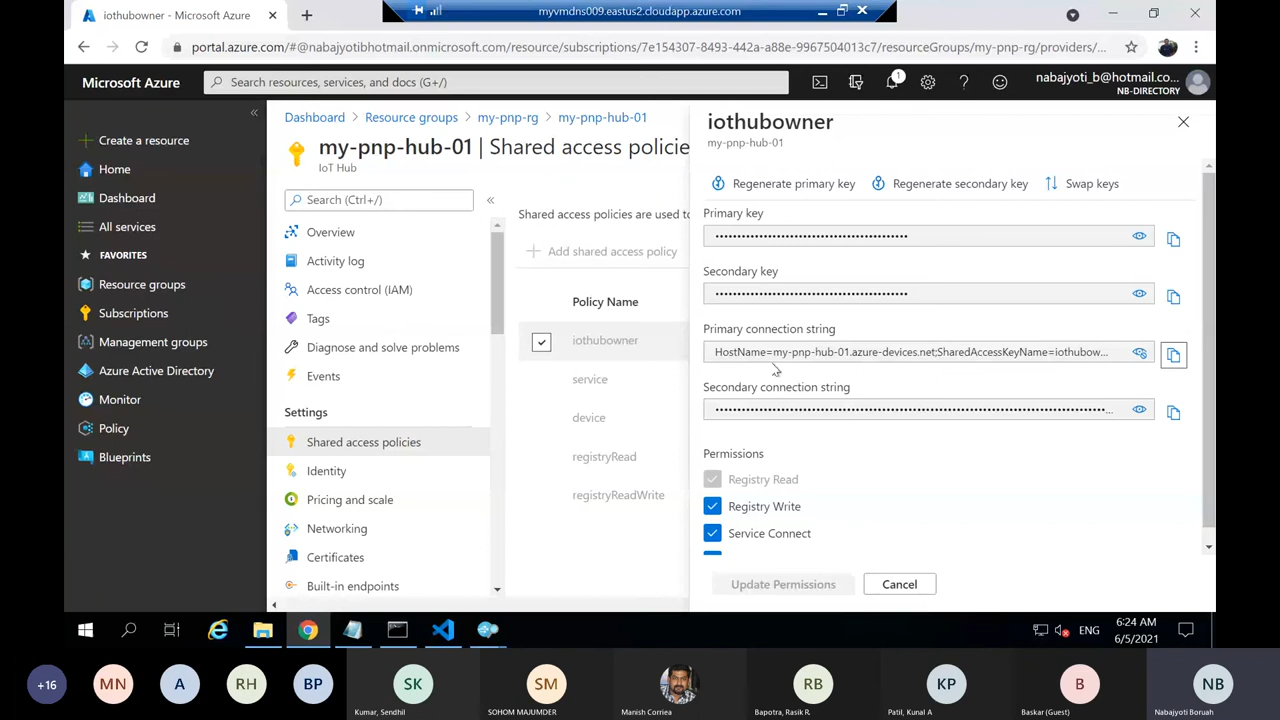 iothubowner - Microsoft Azure
myvmdns009.eastus2.cloudapp.azure.com
portal.azure.com/#@nabajyotibhotmail.onmicrosoft.com/resource/subscriptions/7e154307-8493-442a-a88e-9967504013c7/resourceGroups/my-pnp-rg/providers/...
Microsoft Azure
Search resources, services, and docs (G+/)
1
nabajyoti_b@hotmail.co...
NB-DIRECTORY
Create a resource
Home
Dashboard
All services
FAVORITES
Resource groups
Subscriptions
Management groups
Azure Active Directory
Monitor
Policy
Blueprints
Dashboard
Resource groups
my-pnp-rg
my-pnp-hub-01
my-pnp-hub-01 | Shared access policies
IoT Hub
Search (Ctrl+/)
Overview
Activity log
Access control (IAM)
Tags
Diagnose and solve problems
Events
Settings
Shared access policies
Identity
Pricing and scale
Networking
Certificates
Built-in endpoints
Shared access policies are used to
Add shared access policy
Policy Name
iothubowner
service
device
registryRead
registryReadWrite
iothubowner
my-pnp-hub-01
Regenerate primary key
Regenerate secondary key
Swap keys
Primary key
Secondary key
Primary connection string
HostName=my-pnp-hub-01.azure-devices.net;SharedAccessKeyName=iothubow...
Secondary connection string
Permissions
Registry Read
Registry Write
Service Connect
Update Permissions
Cancel
ENG
6:24 AM
6/5/2021
+16
MN
A
RH
BP
SK
Kumar, Sendhil
SM
SOHOM MAJUMDER
Manish Correia
RB
Bapotra, Rasik R.
KP
Patil, Kunal A
B
Baskar (Guest)
NB
Nabajyoti Boruah